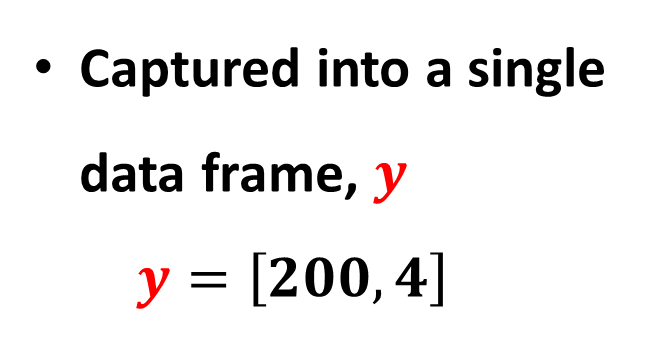 • Captured into a single
data frame, y
y = [200, 4]